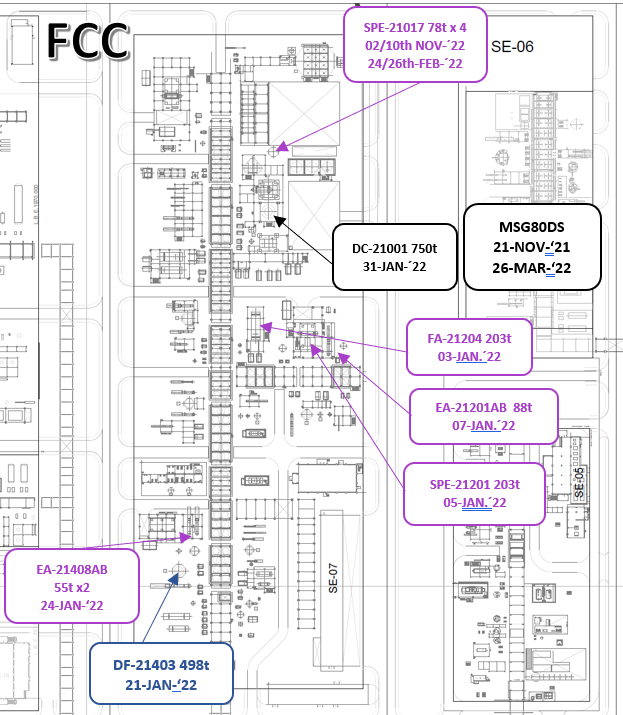 FCC
SPE-21017 78t x 4
02/10th NOV-´22
24/26th-FEB-´22
SE-06
MSG80DS
21-NOV-‘21
26-MAR-‘22
DC-21001 750t
31-JAN-´22
FA-21204 203t
03-JAN.´22
EA-21201AB 88t
07-JAN.´22
SPE-21201 203t
05-JAN.´22
SE-05
EA-21408AB
55t x2
24-JAN-‘22
SE-07
DF-21403 498t
21-JAN-‘22